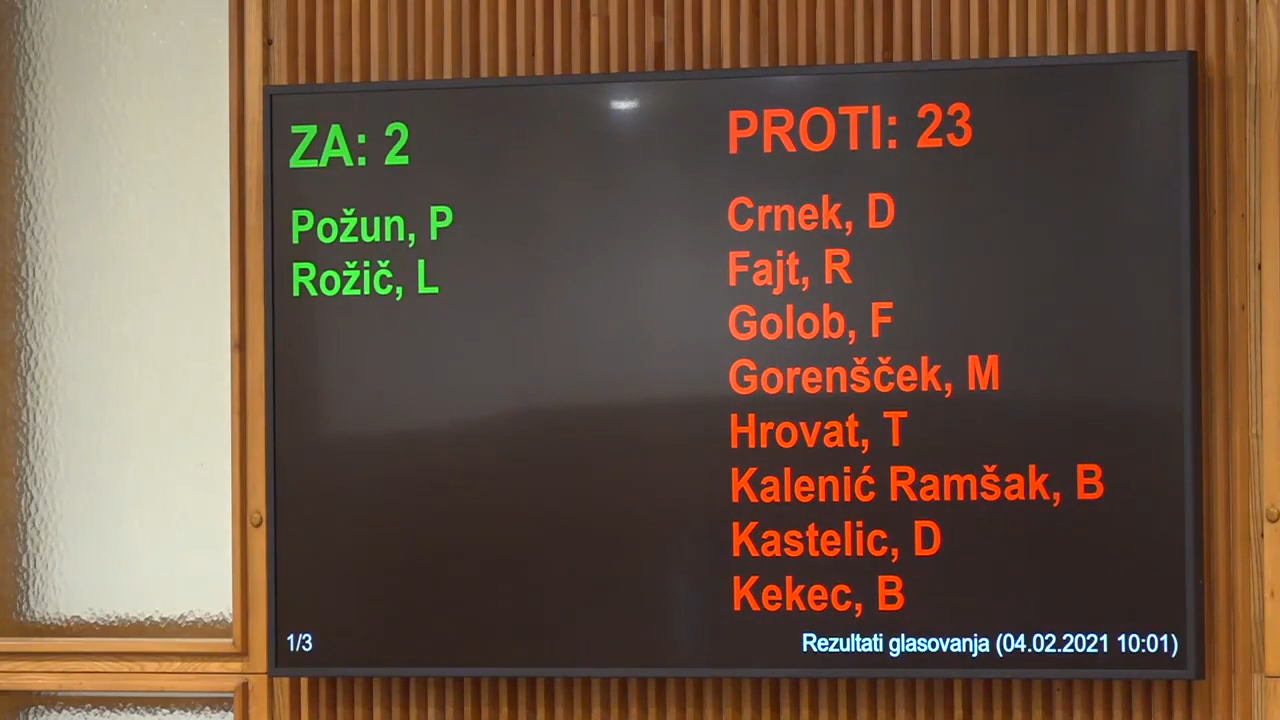 ZA: 2
Požun, P
Rožič, L
PROTI: 23
Crnek, D
Fajt, R
Golob, F
Gorenšček, M
Hrovat, T
Kalenić Ramšak, B
Kastelic, D
Kekec, B
1/3
Rezultati glasovanja (04.02.2021 10:01)